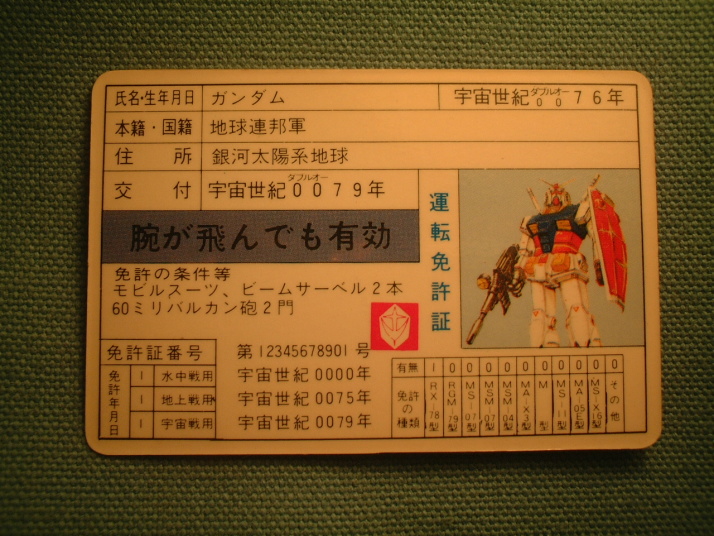 氏名・生年月日 ガンダム 宇宙世紀0076年
ダブルオー
本籍・国籍 地球連邦軍
住所 銀河太陽系地球
交付 宇宙世紀0079年
ダブルオー
腕が飛んでも有効
運転免許証
免許の条件等
モビルスーツ、ビームサーベル2本
60ミリバルカン砲2門
免許証番号 第12345678901号
免許年月日
1 水中戦用 宇宙世紀0000年
1 地上戦用 宇宙世紀0075年
1 宇宙戦用 宇宙世紀0079年
有無 1 0 0 0 0 0 0 0 0 0 0
免許の種類
RX-78型
RGM-79型
MS-07型
MSM-07型
MSM-04型
MA-X3型
M型
MS-11型
MA-05E型
MS-X16型
その他